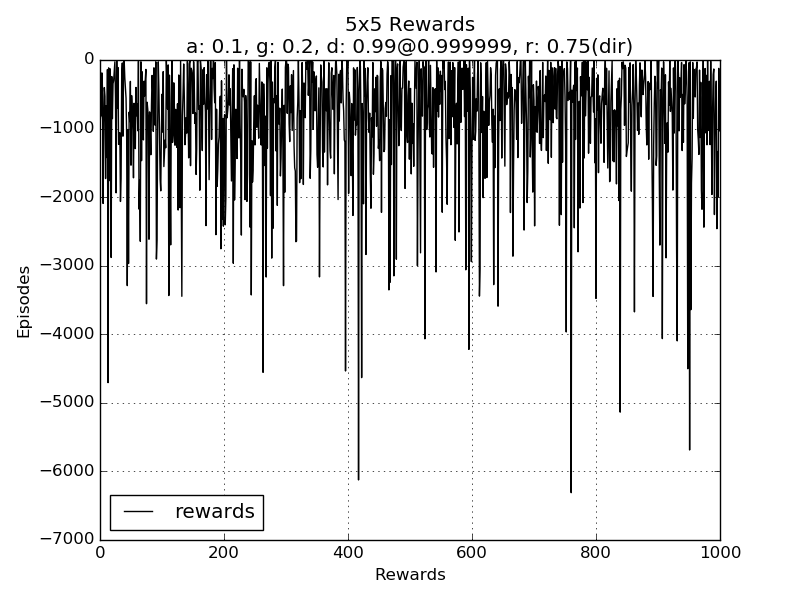 5x5 Rewards
a: 0.1, g: 0.2, d: 0.99@0.999999, r: 0.75(dir)
0
−1000
−2000
−3000
−4000
−5000
−6000
−7000
Episodes
rewards
0 200 400 600 800 1000
Rewards